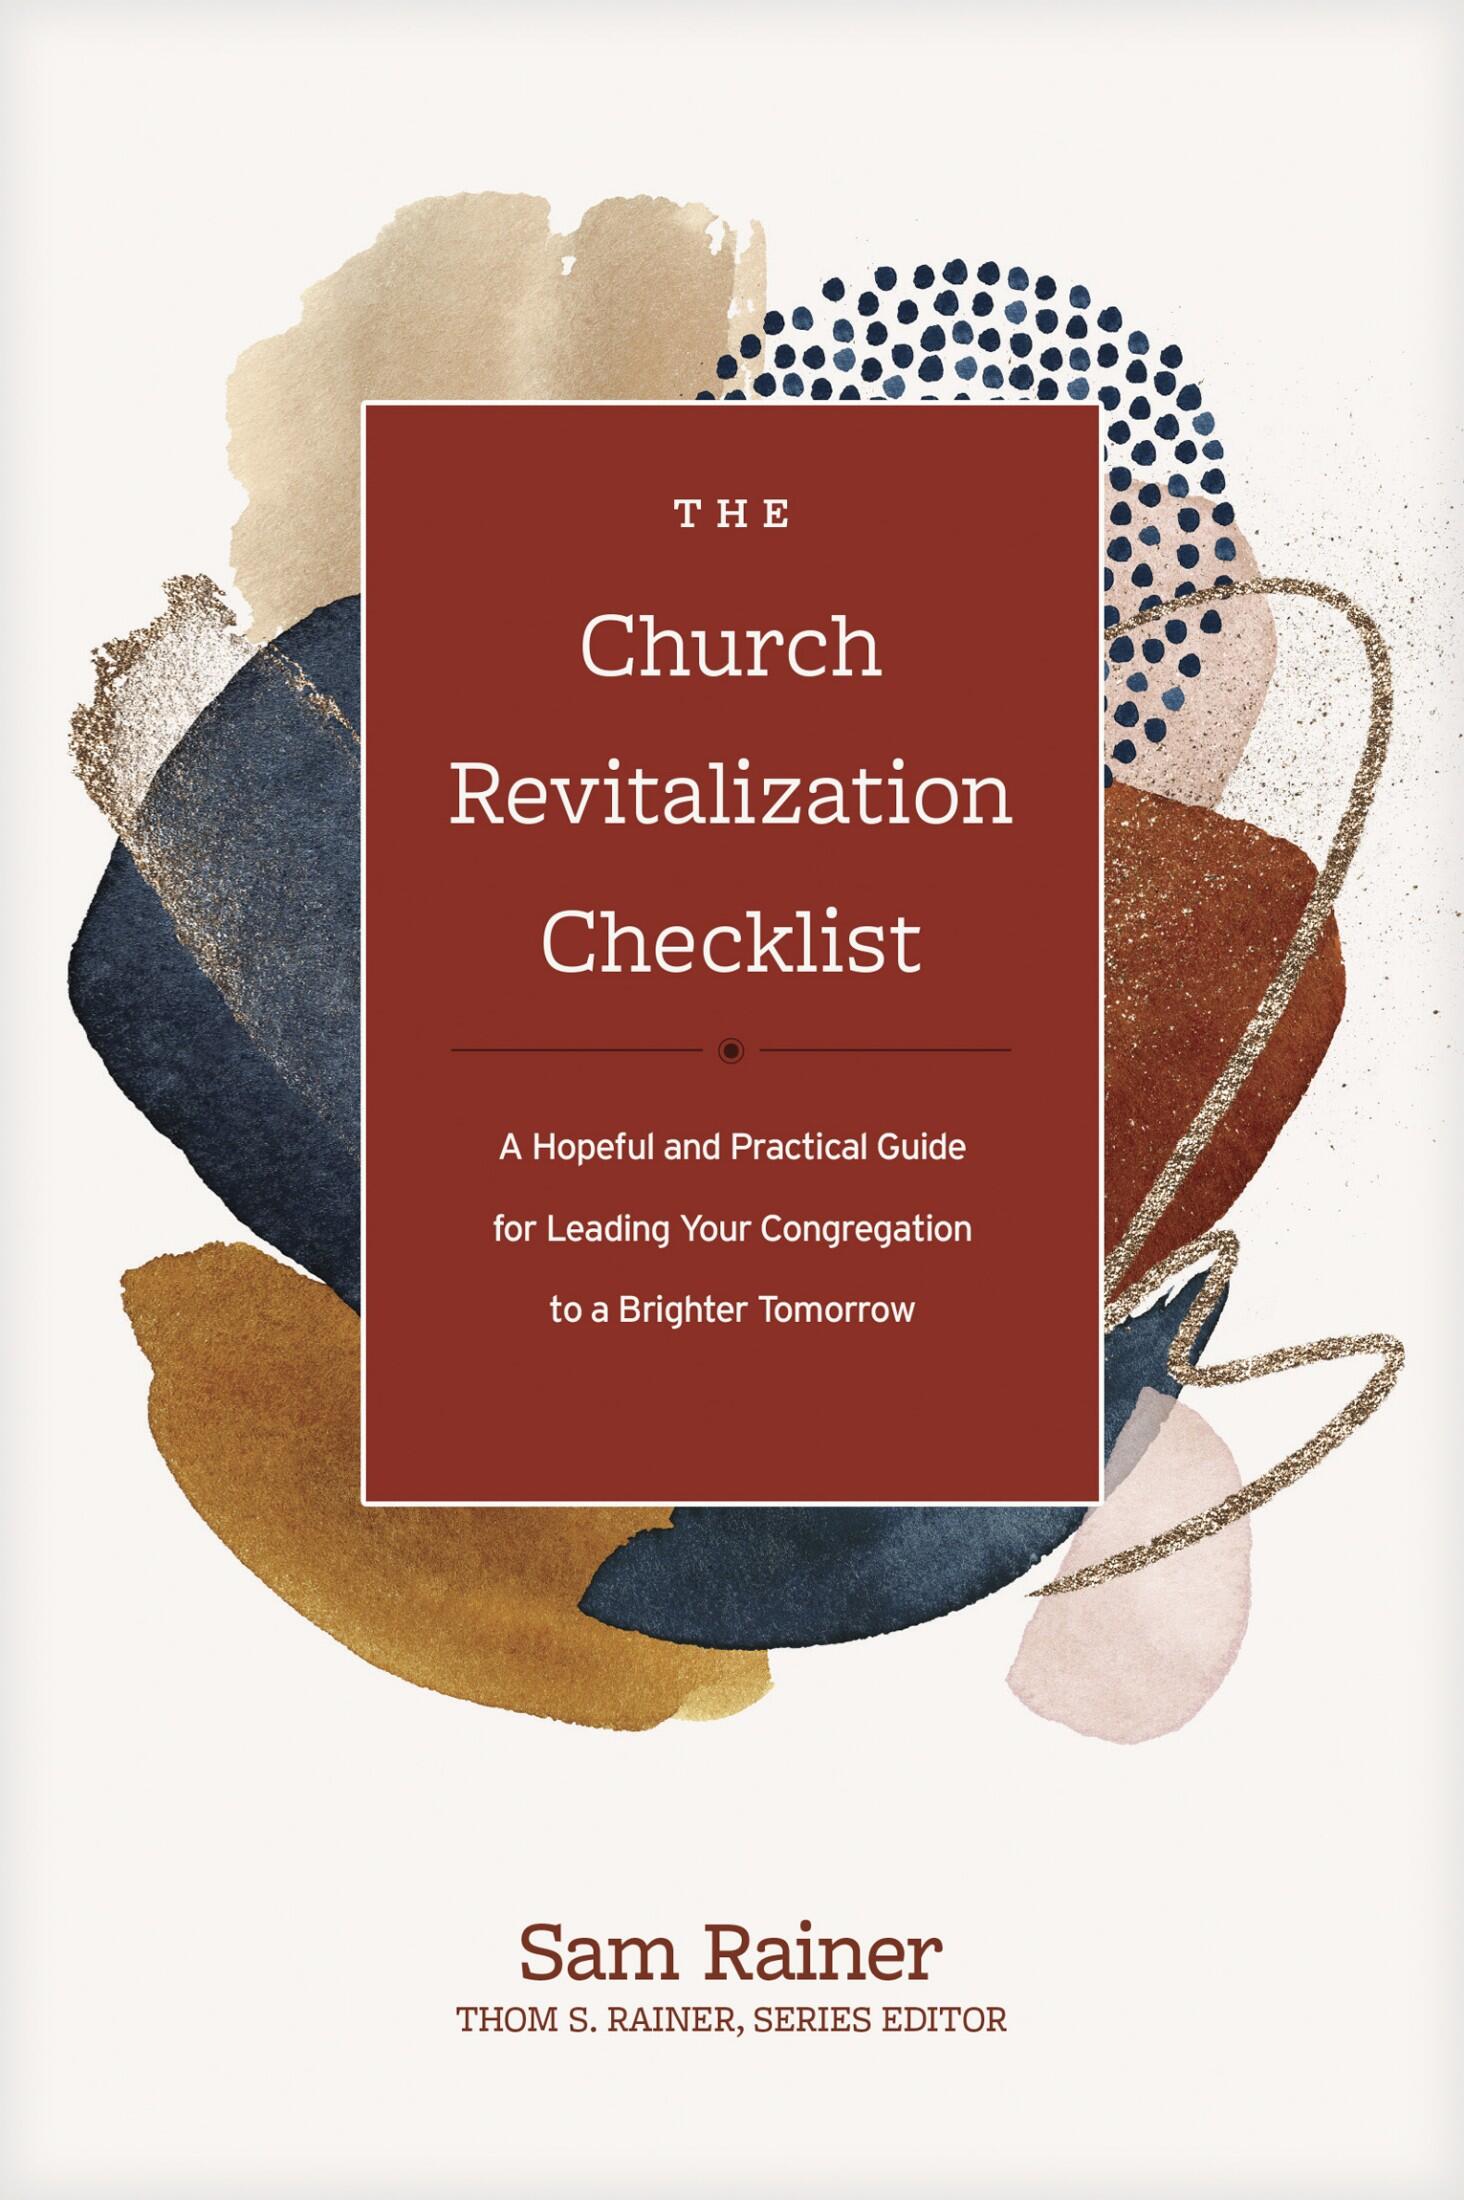 THE
Church
Revitalization
Checklist
A Hopeful and Practical Guide
for Leading Your Congregation
to a Brighter Tomorrow
Sam Rainer
THOM S. RAINER, SERIES EDITOR